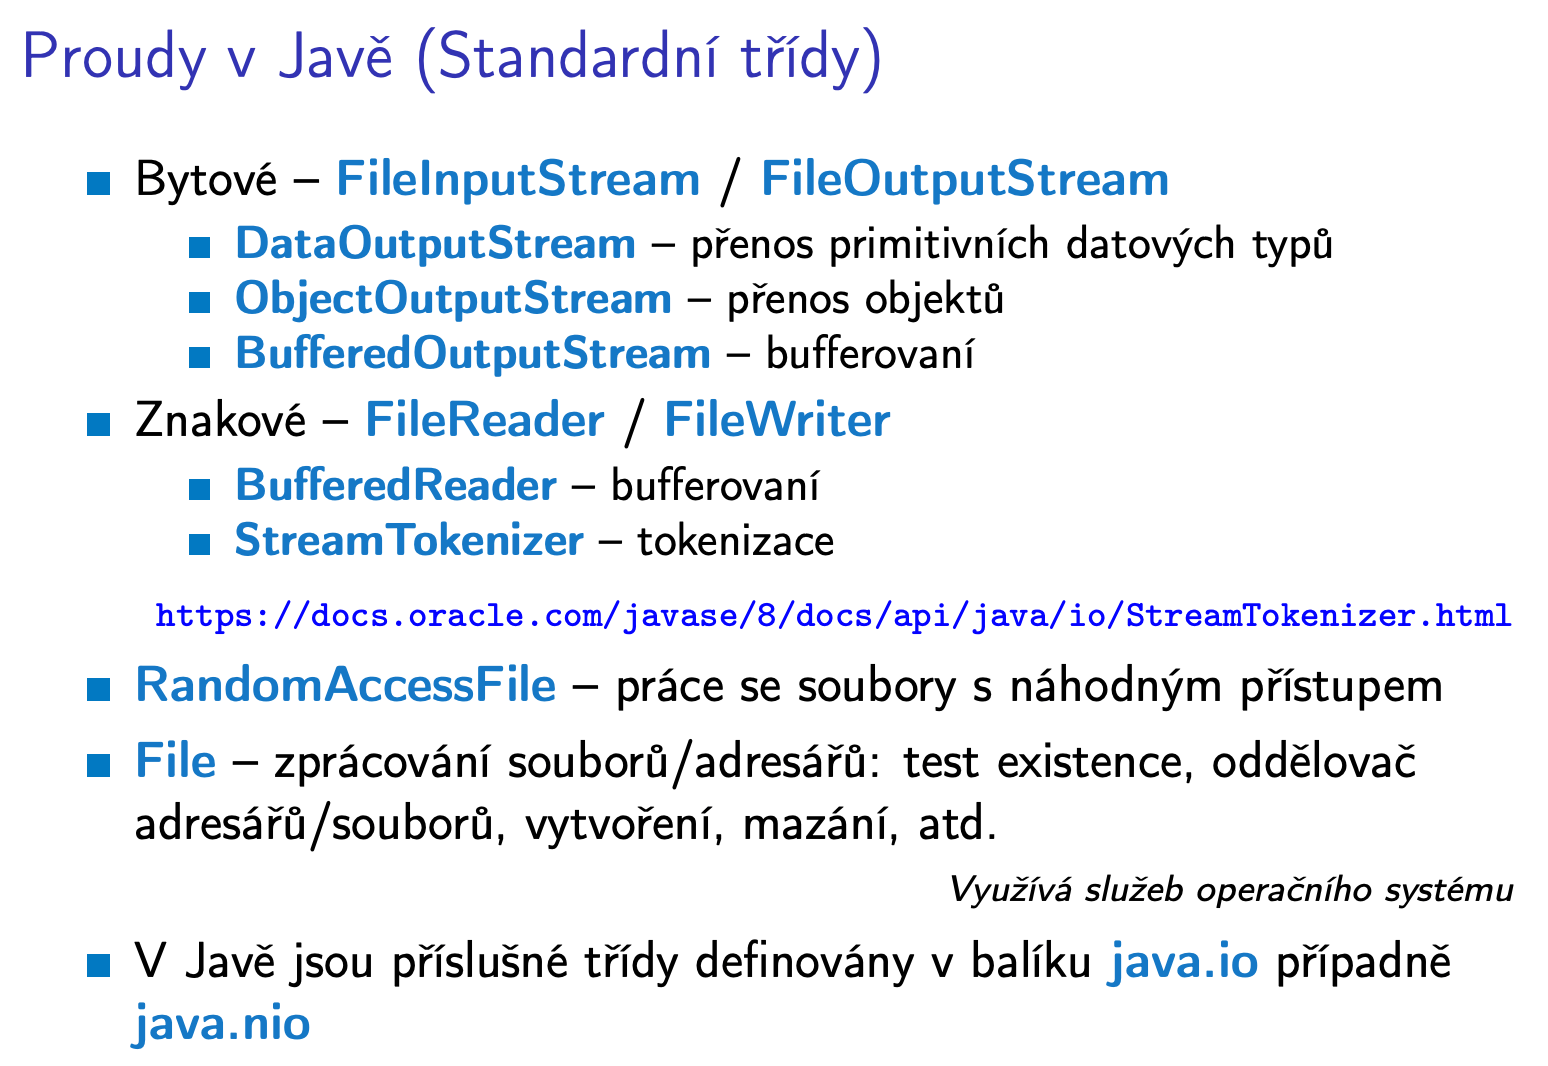 Proudy v Javě (Standardní třídy)
Bytové – FileInputStream / FileOutputStream
DataOutputStream – přenos primitivních datových typů
ObjectOutputStream – přenos objektů
BufferedOutputStream – bufferovaní
Znakové – FileReader / FileWriter
BufferedReader – bufferovaní
StreamTokenizer – tokenizace
https://docs.oracle.com/javase/8/docs/api/java/io/StreamTokenizer.html
RandomAccessFile – práce se soubory s náhodným přístupem
File – zprácování souborů/adresářů: test existence, oddělovač
adresářů/souborů, vytvoření, mazání, atd.
Využívá služeb operačního systému
V Javě jsou příslušné třídy definovány v balíku java.io případně
java.nio